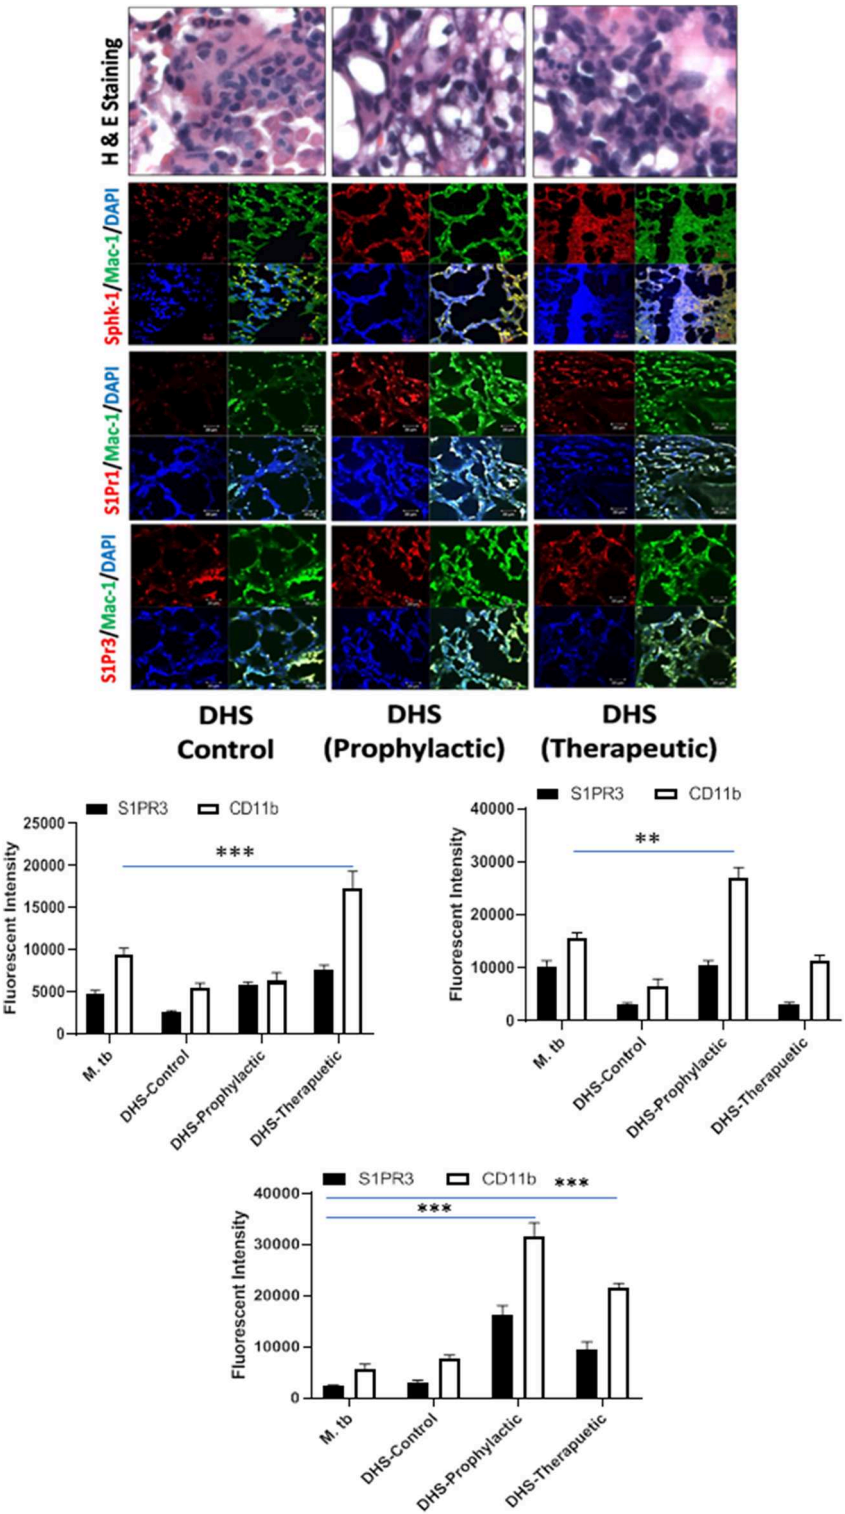 H & E Staining
Sphk-1/Mac-1/DAPI
S1Pr1/Mac-1/DAPI
S1Pr3/Mac-1/DAPI
DHS
Control
DHS
(Prophylactic)
DHS
(Therapeutic)
S1PR3
CD11b
Fluorescent Intensity
25000
20000
15000
10000
5000
0
***
M. tb
DHS-Control
DHS-Prophylactic
DHS-Therapuetic
S1PR3
CD11b
Fluorescent Intensity
40000
30000
20000
10000
0
**
M. tb
DHS-Control
DHS-Prophylactic
DHS-Therapuetic
S1PR3
CD11b
***
***
Fluorescent Intensity
40000
30000
20000
10000
0
M. tb
DHS-Control
DHS-Prophylactic
DHS-Therapuetic